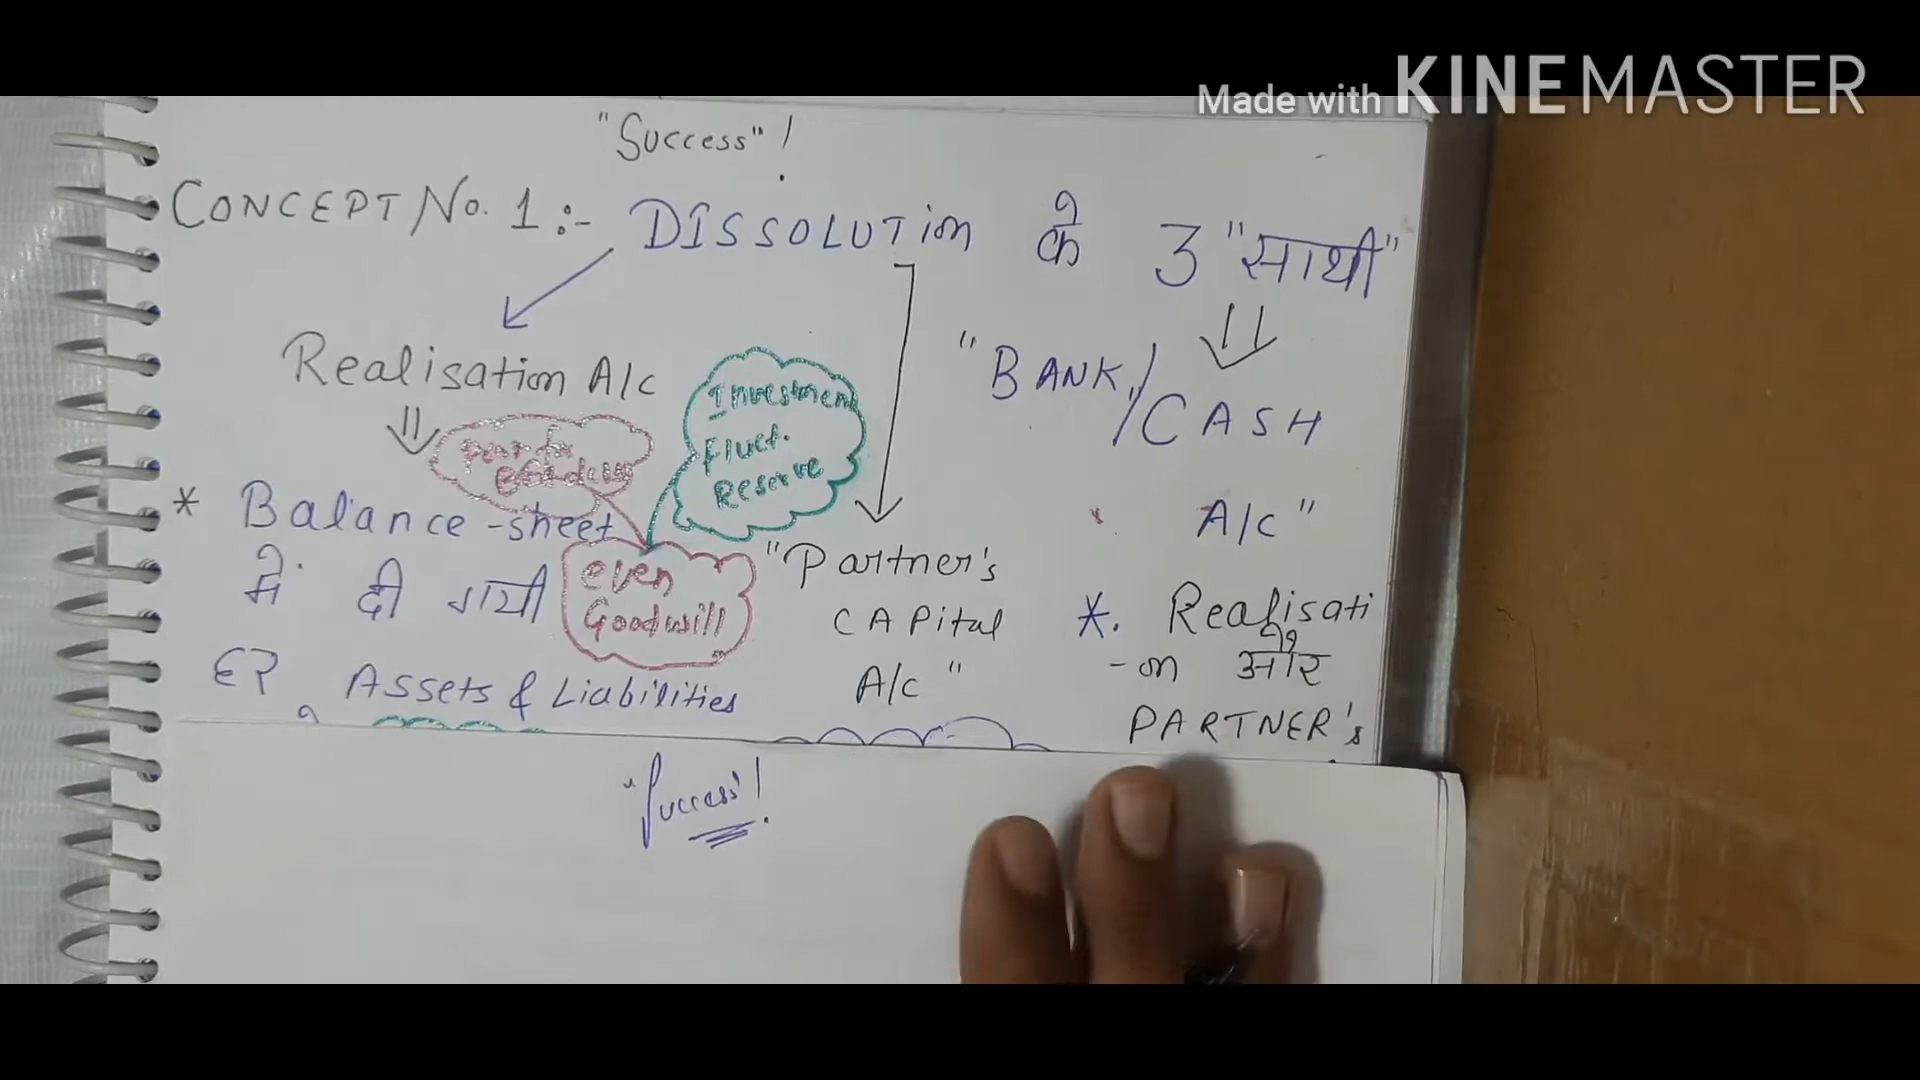 Made with KINEMASTER
"Success"!
CONCEPT No. 1:- DISSOLUTion के 3 "साथी"
Realisation A/c
Investment
Fluct.
Reserve
"BANK/
CASH
A/c"
* Balance-sheet
में दी गयी
even
Goodwill
हर Assets & Liabilities
"Partner's
CAPital
A/c"
*. Realisati
-on और
PARTNER's
"Success"!